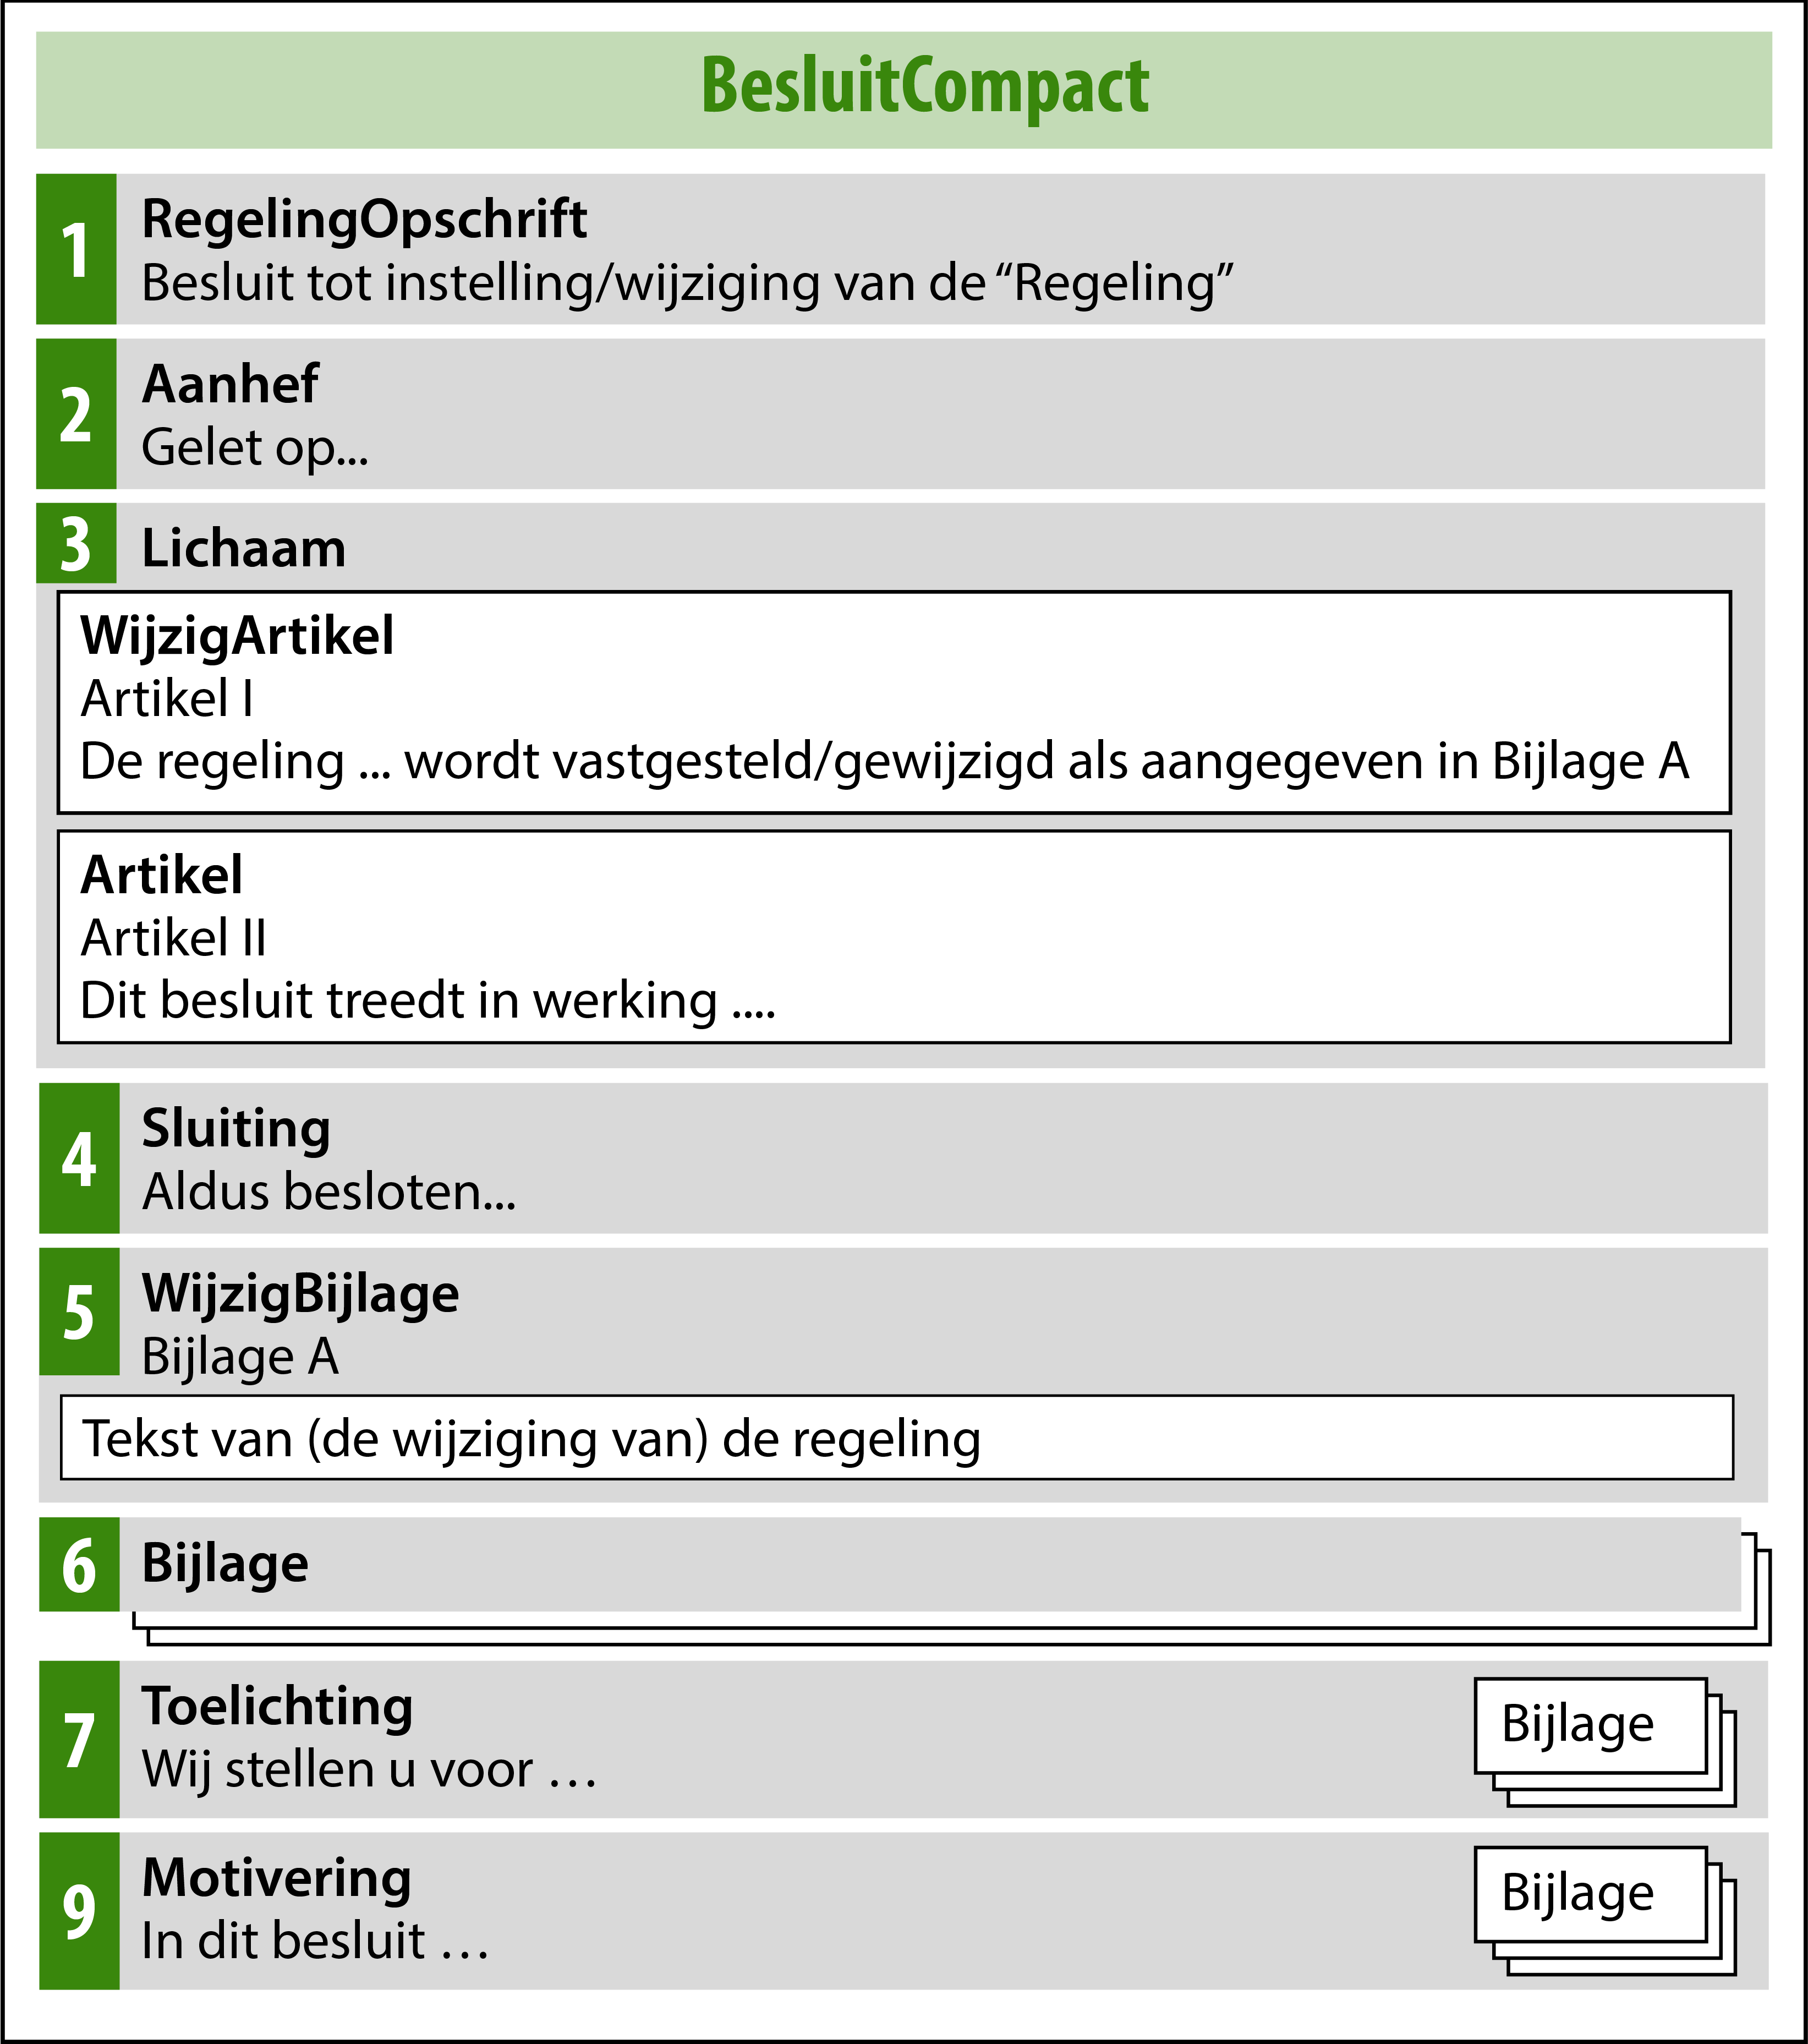 BesluitCompact
1
RegelingOpschrift
Besluit tot instelling/wijziging van de “Regeling”
2
Aanhef
Gelet op...
3
Lichaam
WijzigArtikel
Artikel I
De regeling ... wordt vastgesteld/gewijzigd als aangegeven in Bijlage A
Artikel
Artikel II
Dit besluit treedt in werking ....
4
Sluiting
Aldus besloten...
5
WijzigBijlage
Bijlage A
Tekst van (de wijziging van) de regeling
6
Bijlage
7
Toelichting
Wij stellen u voor …
Bijlage
9
Motivering
In dit besluit …
Bijlage